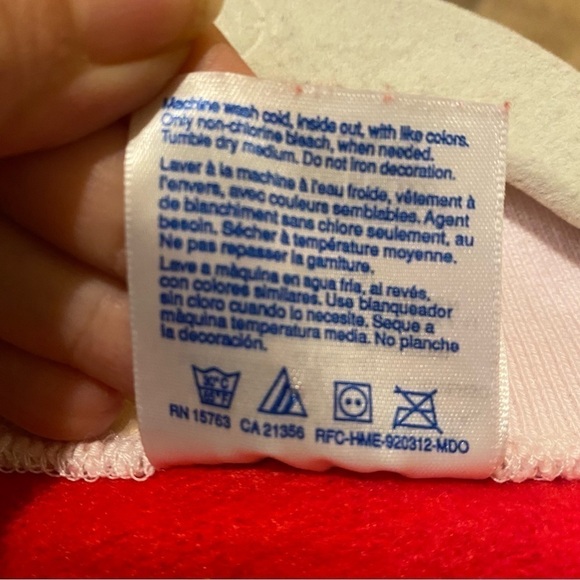 Machine wash cold, inside out, with like colors.
Only non-chlorine bleach, when needed.
Tumble dry medium. Do not iron decoration.
Laver à la machine à l'eau froide, vêtement à
l'envers, avec couleurs semblables. Agent
de blanchiment sans chlore seulement, au
besoin. Sécher à température moyenne.
Ne pas repasser la garniture.
Lave a máquina en agua fría, al revés,
con colores similares. Use blanqueador
sin cloro cuando lo necesite. Seque a
máquina temperatura media. No planche
la decoración.
30°C
RN 15763 CA 21356 RFC-HME-920312-MDO